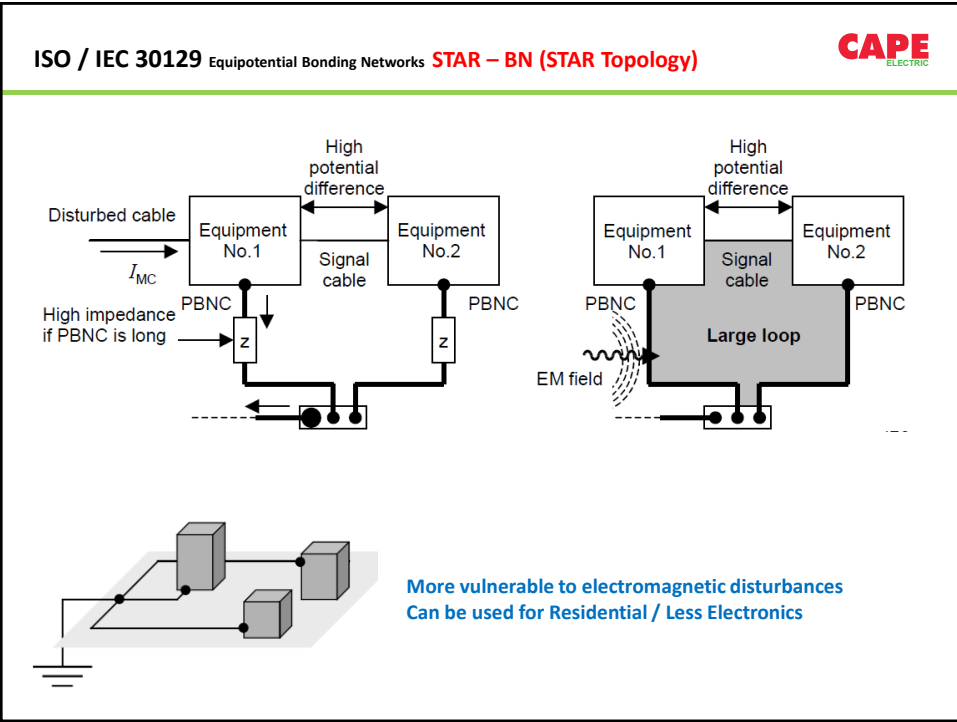 ISO / IEC 30129 Equipotential Bonding Networks STAR – BN (STAR Topology)
CAPE
ELECTRIC
High
potential
difference
Disturbed cable
Equipment
No.1
Equipment
No.2
Signal
cable
I MC
PBNC
PBNC
High impedance
if PBNC is long
z
z
High
potential
difference
Equipment
No.1
Equipment
No.2
Signal
cable
PBNC
PBNC
Large loop
EM field
More vulnerable to electromagnetic disturbances
Can be used for Residential / Less Electronics